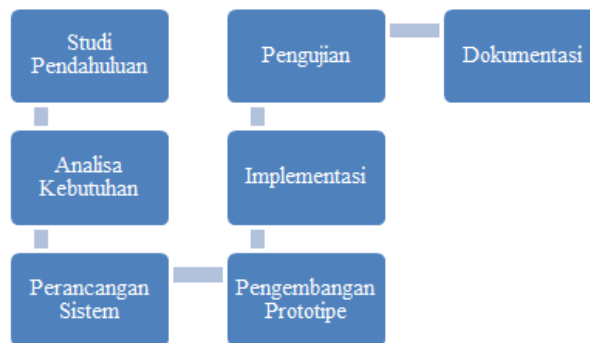 Studi
Pendahuluan
Analisa
Kebutuhan
Perancangan
Sistem
Pengembangan
Prototipe
Implementasi
Pengujian
Dokumentasi